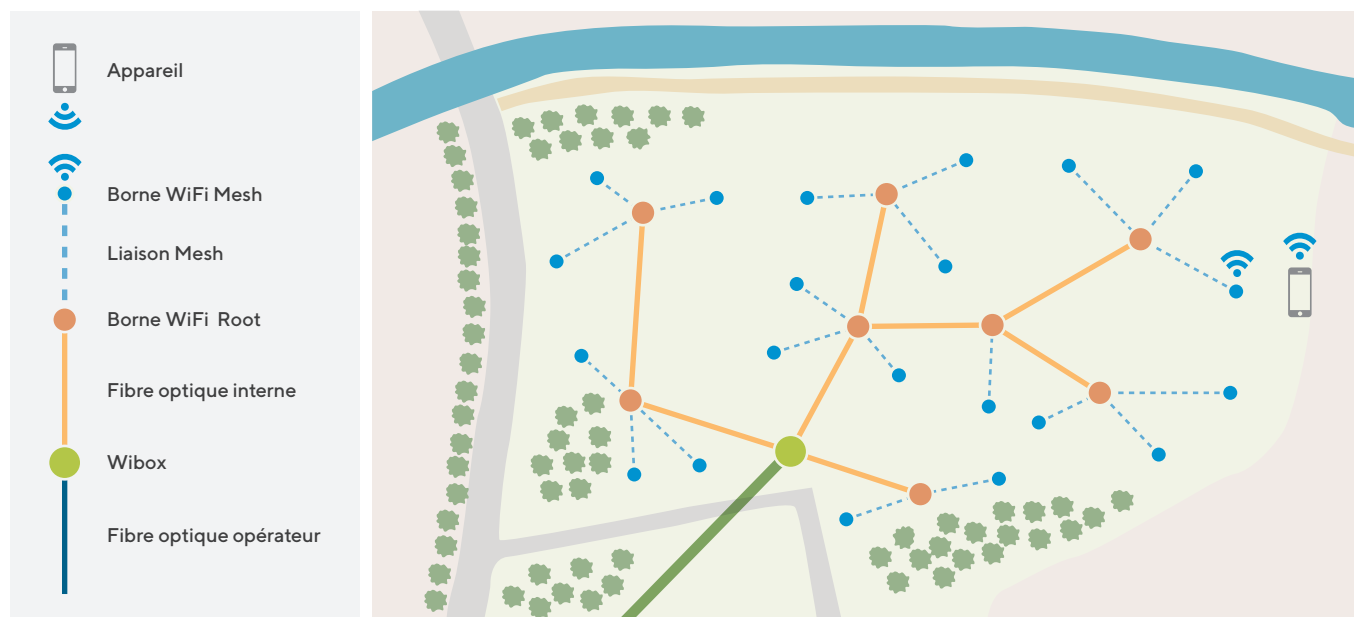 Appareil
Borne WiFi Mesh
Liaison Mesh
Borne WiFi Root
Fibre optique interne
Wibox
Fibre optique opérateur